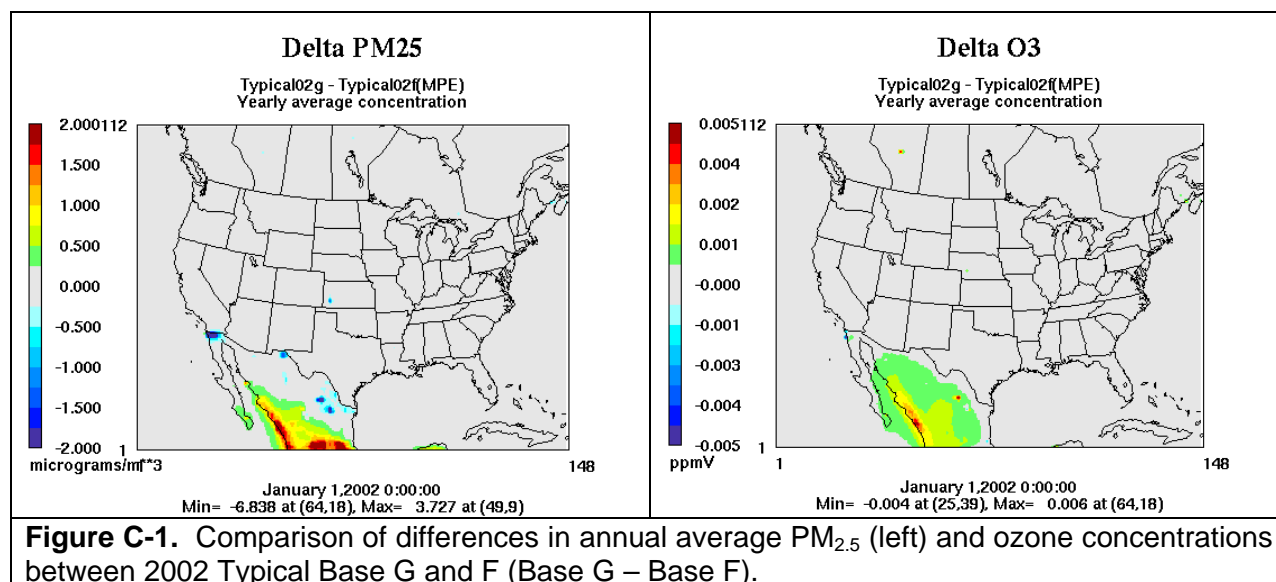 Delta PM25
Typical02g - Typical02f(MPE)
Yearly average concentration
2.000
1.500
1.000
0.500
0.000
-0.500
-1.000
-1.500
-2.000
micrograms/m**3
112
1
148
January 1,2002 0:00:00
Min= -6.838 at (64,18), Max= 3.727 at (49,9)
Delta O3
Typical02g - Typical02f(MPE)
Yearly average concentration
0.005
0.004
0.002
0.001
-0.000
-0.001
-0.003
-0.004
-0.005
ppmV
112
1
1
148
January 1,2002 0:00:00
Min= -0.004 at (25,39), Max= 0.006 at (64,18)
Figure C-1. Comparison of differences in annual average PM2.5 (left) and ozone concentrations
between 2002 Typical Base G and F (Base G – Base F).